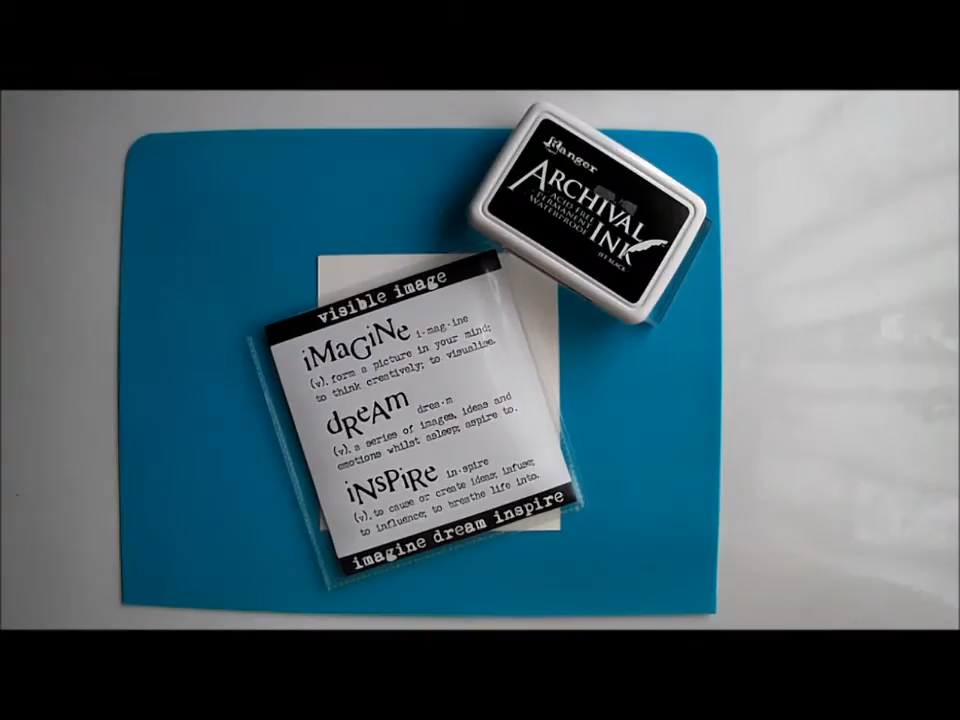 Ranger
ARCHIVAL
INK
ACID FREE
PERMANENT
WATERPROOF
JET BLACK
visible image
iMaGiNe i·mag·ine
(v). form a picture in your mind;
to think creatively; to visualise.
dReAm drea·m
(v). a series of images, ideas and
emotions whilst asleep; aspire to.
iNsPiRe in·spire
(v). to cause or create ideas; infuse;
to influence; to breathe life into.
imagine dream inspire